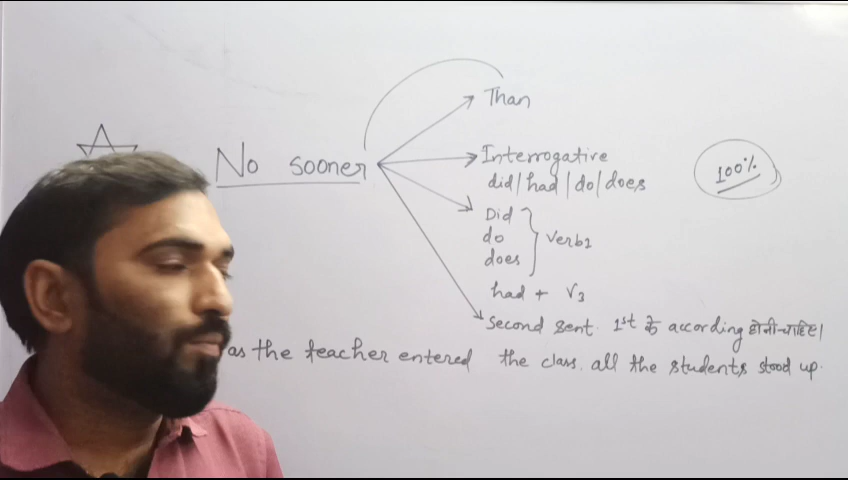 Than
No sooner
Interrogative
100%
did/had/do/does
Did
do
verb1
does
had + V3
Second sent. 1st के according होनी चाहिए।
as the teacher entered the class. all the students stood up.